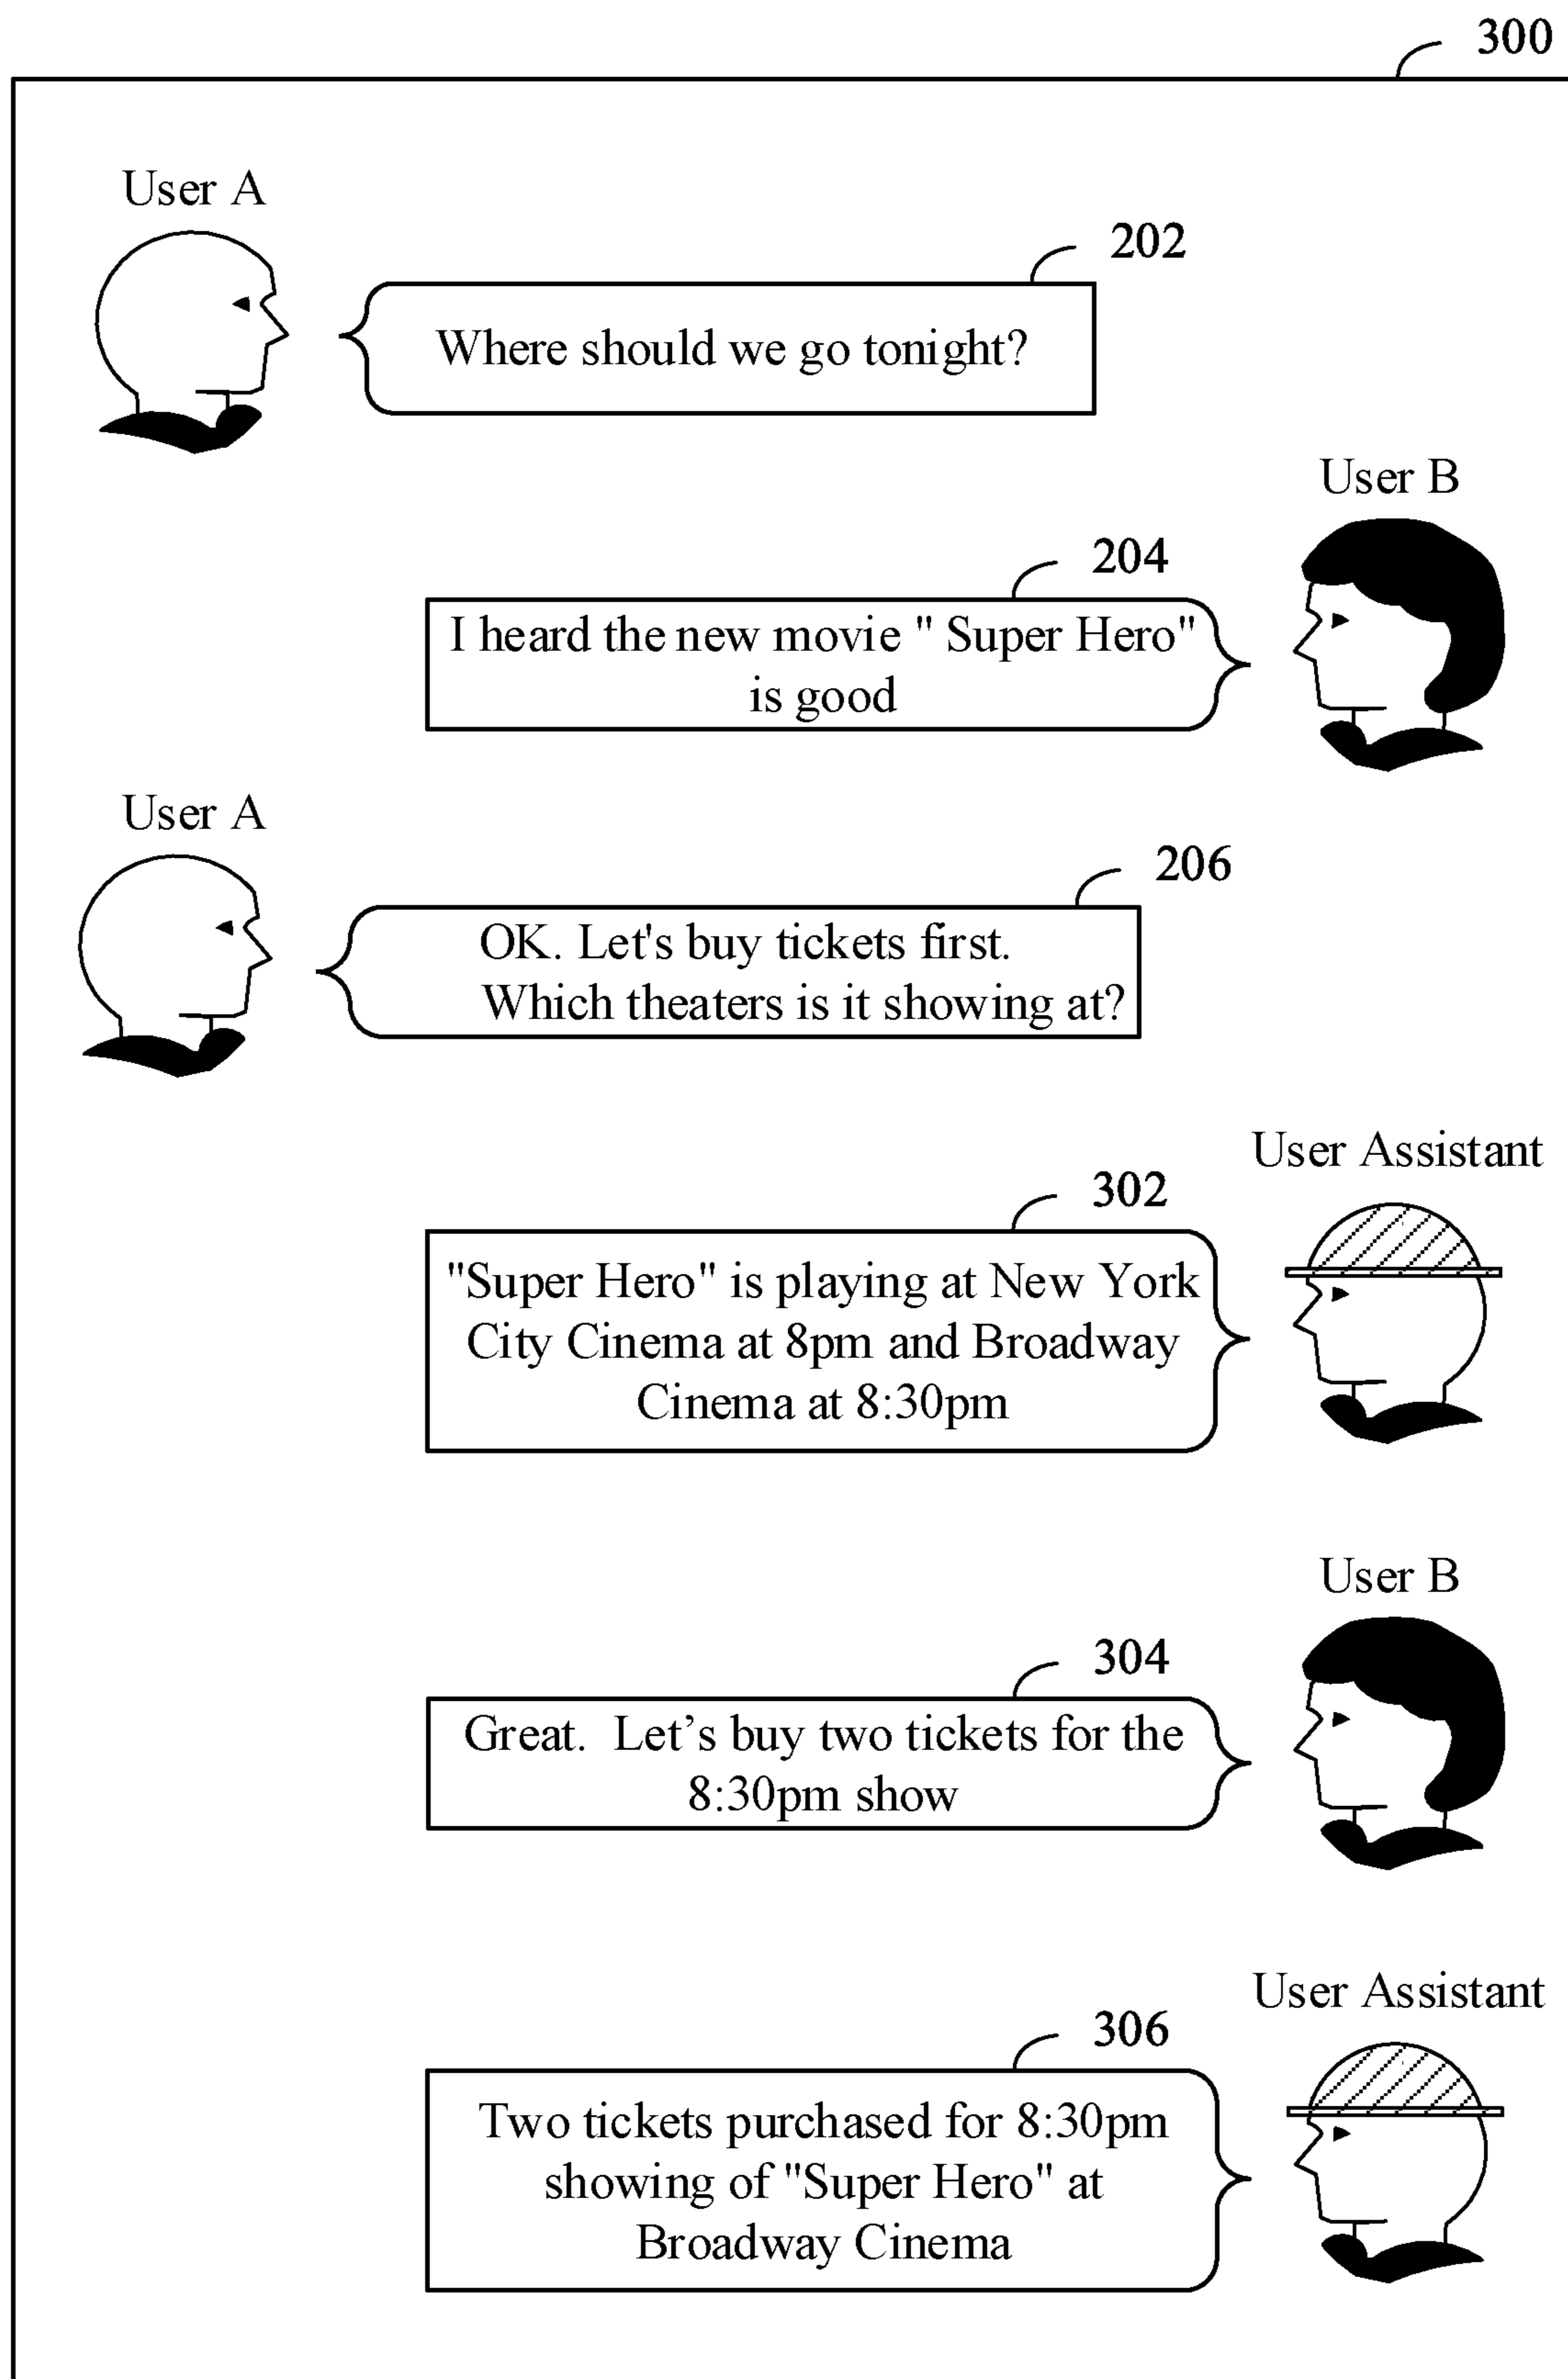 300
User A
202
Where should we go tonight?
User B
204
I heard the new movie " Super Hero"
is good
User A
206
OK. Let's buy tickets first.
Which theaters is it showing at?
User Assistant
302
"Super Hero" is playing at New York
City Cinema at 8pm and Broadway
Cinema at 8:30pm
User B
304
Great.  Let’s buy two tickets for the
8:30pm show
User Assistant
306
Two tickets purchased for 8:30pm
showing of "Super Hero" at
Broadway Cinema